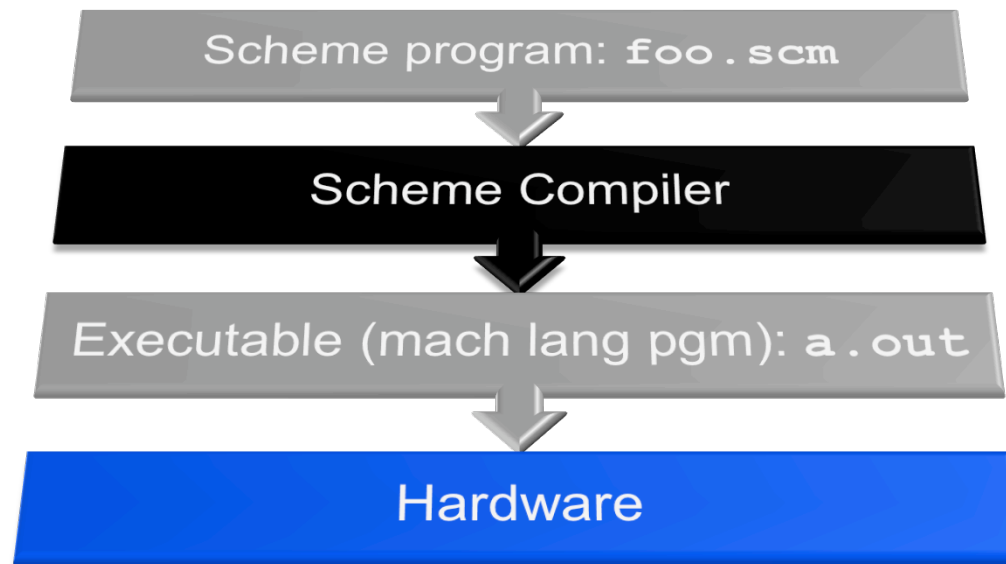 Scheme program: foo.scm
Scheme Compiler
Executable (mach lang pgm): a.out
Hardware